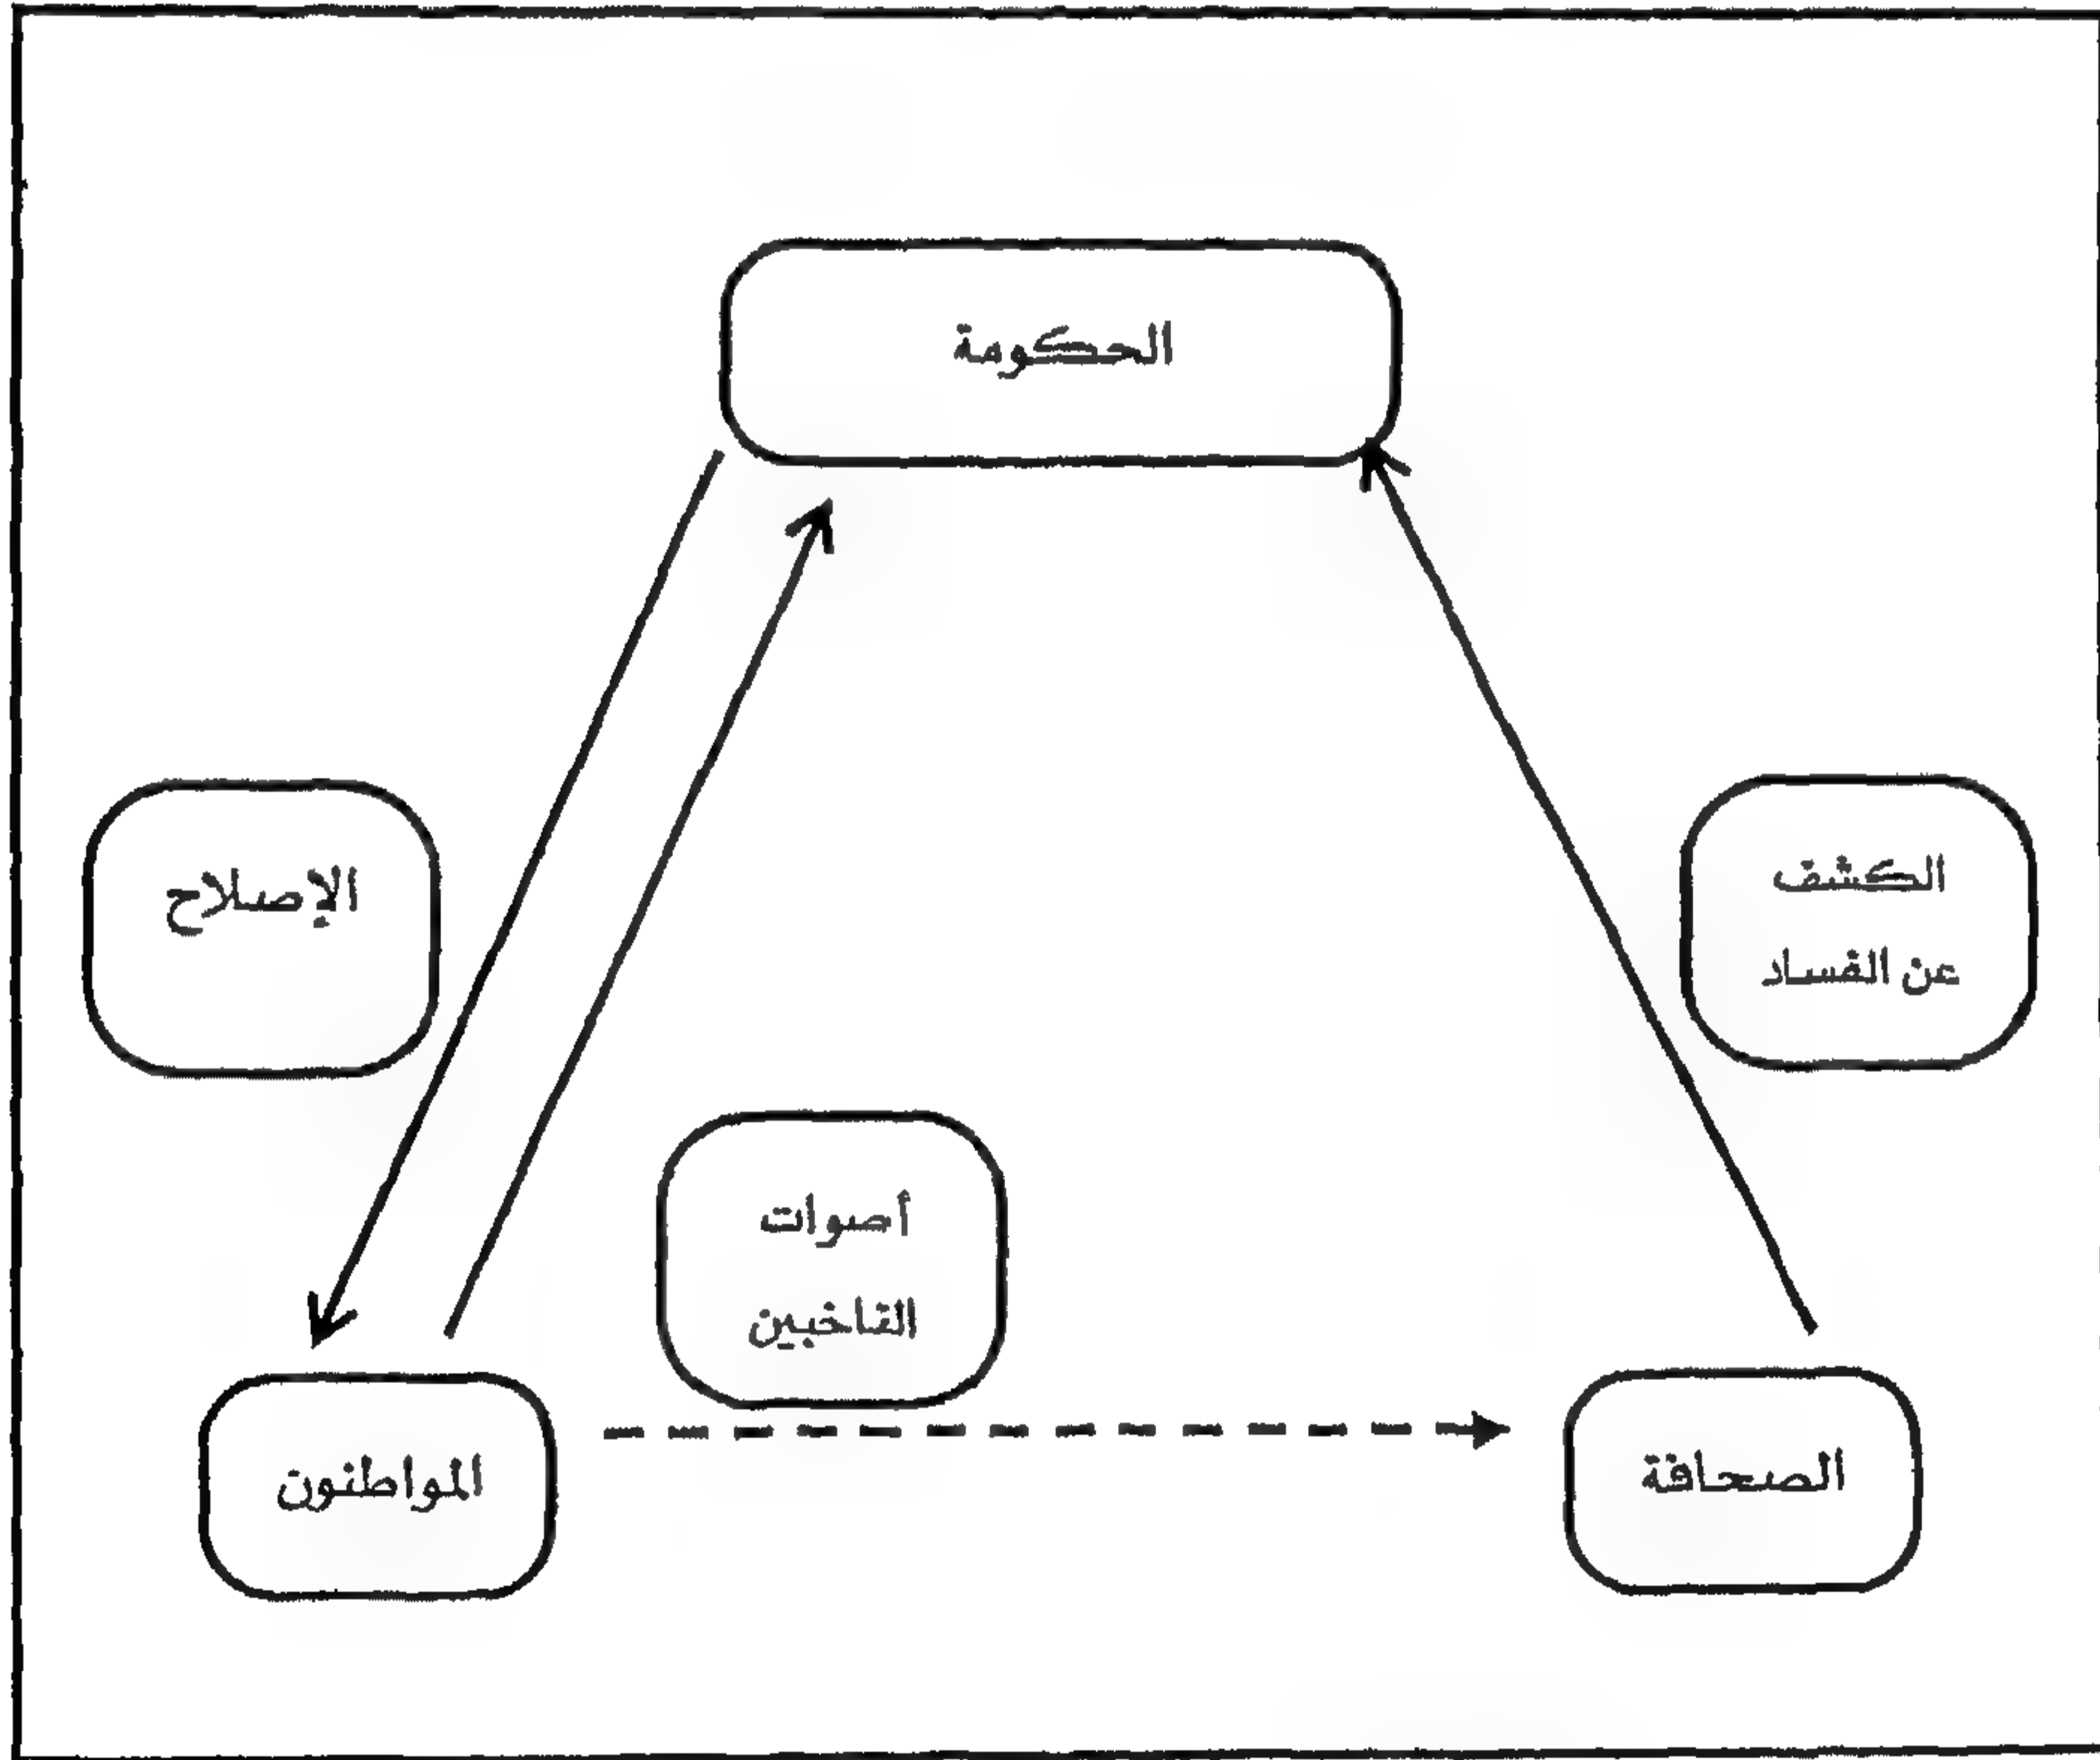 الحكومة
الكشف
عن الفساد
الإصلاح
أصوات
الناخبين
الصحافة
المواطنون